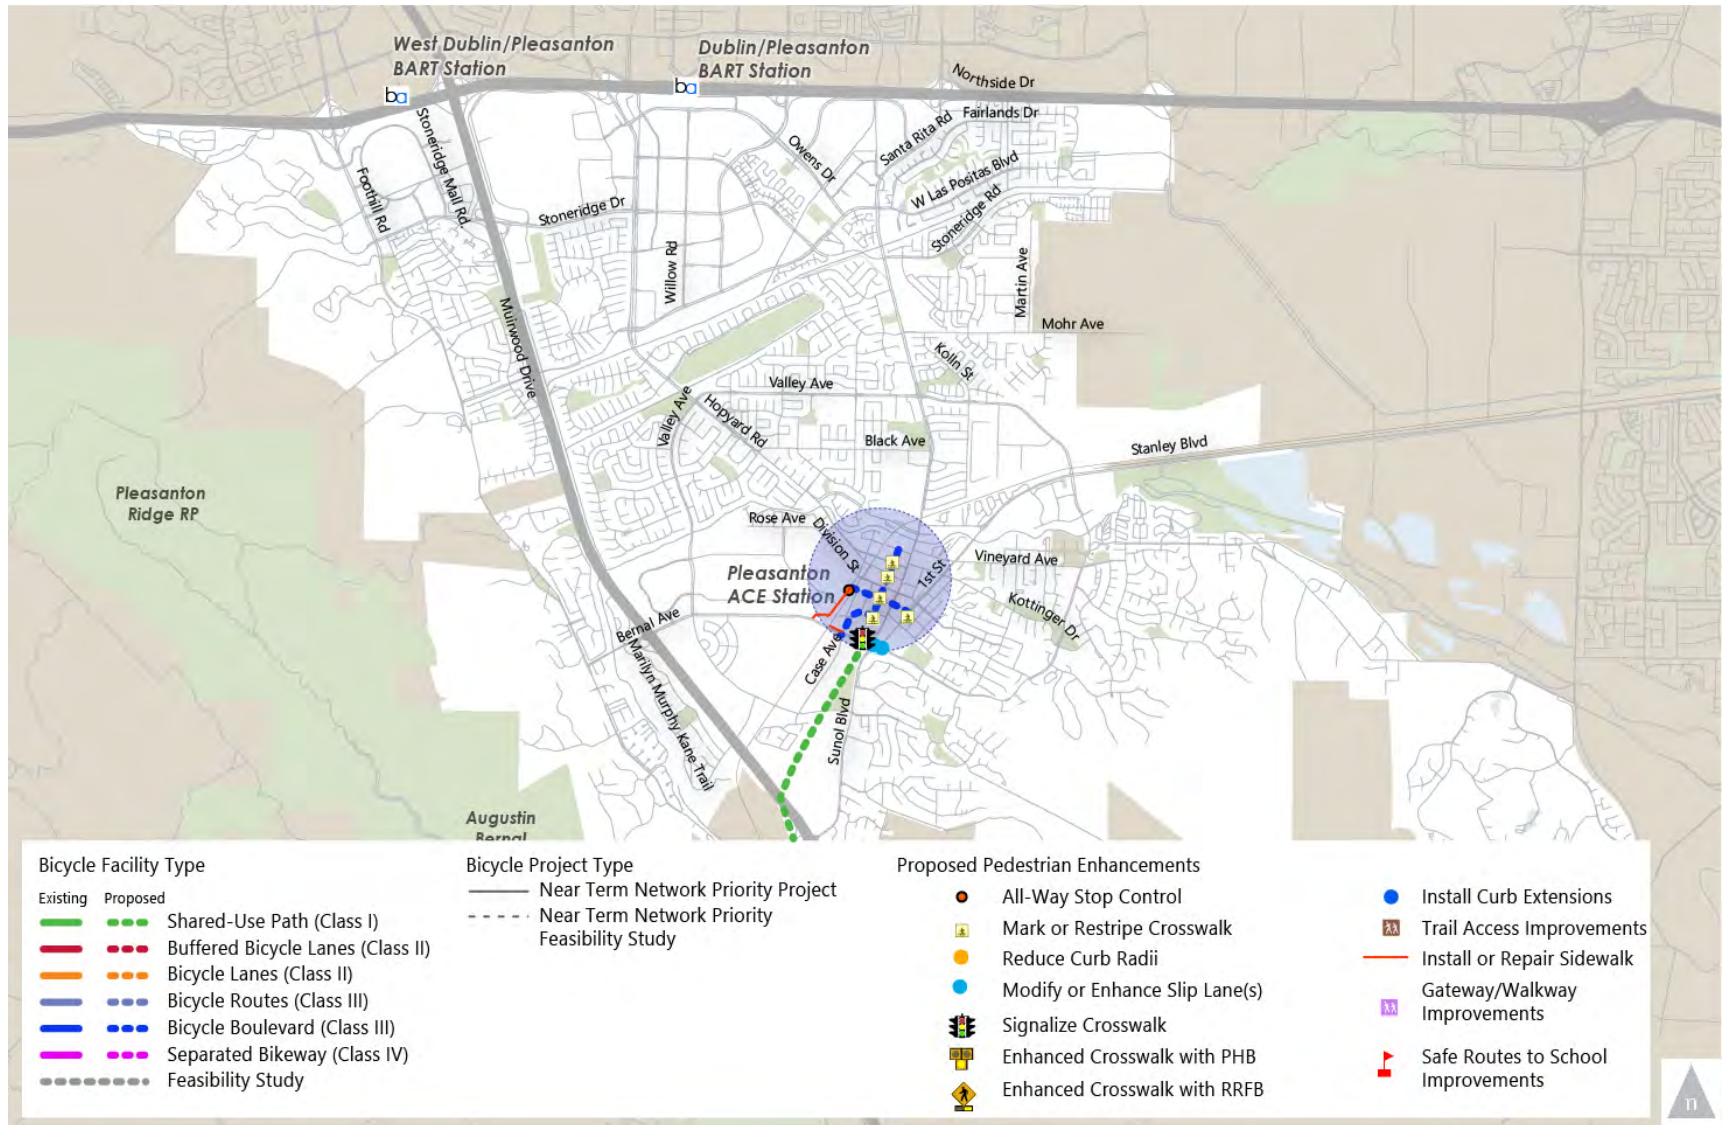 West Dublin/Pleasanton
BART Station
Dublin/Pleasanton
BART Station
ba
ba
Northside Dr
Fairlands Dr
Santa Rita Rd
Owens Dr
Stoneridge Mall Rd.
Foothill Rd
W Las Positas Blvd
Stoneridge Dr
Stoneridge Rd
Willow Rd
Martin Ave
Muirwood Drive
Mohr Ave
Kolln St
Valley Ave
Valley Ave
Hopyard Rd
Black Ave
Stanley Blvd
Pleasanton
Ridge RP
Rose Ave
Division St
Vineyard Ave
1st St
Pleasanton
ACE Station
Kottinger Dr
Bernal Ave
Case Ave
Marilyn Murphy Kane Trail
Sunol Blvd
Augustin
Bernal
Bicycle Facility Type
Existing Proposed
Shared-Use Path (Class I)
Buffered Bicycle Lanes (Class II)
Bicycle Lanes (Class II)
Bicycle Routes (Class III)
Bicycle Boulevard (Class III)
Separated Bikeway (Class IV)
Feasibility Study
Bicycle Project Type
Near Term Network Priority Project
Near Term Network Priority
Feasibility Study
Proposed Pedestrian Enhancements
All-Way Stop Control
Mark or Restripe Crosswalk
Reduce Curb Radii
Modify or Enhance Slip Lane(s)
Signalize Crosswalk
Enhanced Crosswalk with PHB
Enhanced Crosswalk with RRFB
Install Curb Extensions
Trail Access Improvements
Install or Repair Sidewalk
Gateway/Walkway
Improvements
Safe Routes to School
Improvements
n